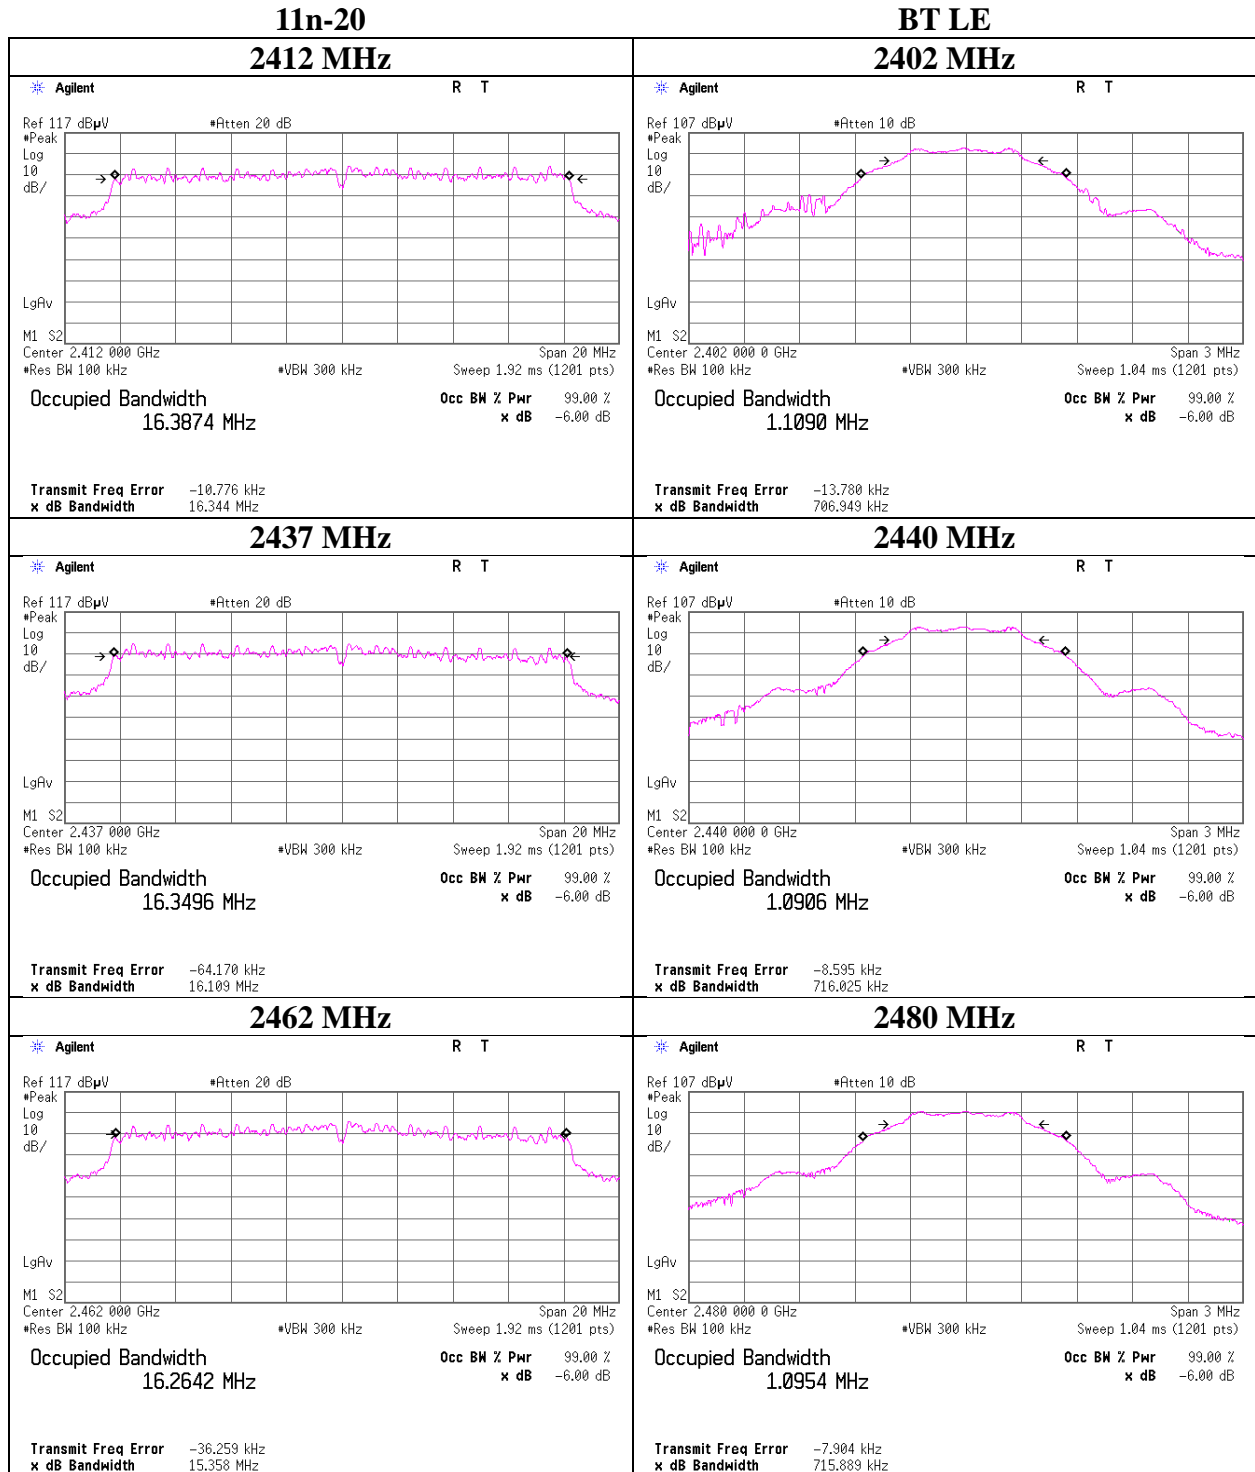 11n-20 BT LE
2412 MHz 2402 MHz
Agilent R T
Ref 117 dBµV #Atten 20 dB
#Peak
Log
10
dB/
LgAv
M1 S2
Center 2.412 000 GHz Span 20 MHz
#Res BW 100 kHz #VBW 300 kHz Sweep 1.92 ms (1201 pts)
Occupied Bandwidth Occ BW % Pwr 99.00 %
16.3874 MHz x dB -6.00 dB
Transmit Freq Error -10.776 kHz
x dB Bandwidth 16.344 MHz
Agilent R T
Ref 107 dBµV #Atten 10 dB
#Peak
Log
10
dB/
LgAv
M1 S2
Center 2.402 000 0 GHz Span 3 MHz
#Res BW 100 kHz #VBW 300 kHz Sweep 1.04 ms (1201 pts)
Occupied Bandwidth Occ BW % Pwr 99.00 %
1.1090 MHz x dB -6.00 dB
Transmit Freq Error -13.780 kHz
x dB Bandwidth 706.949 kHz
2437 MHz 2440 MHz
Agilent R T
Ref 117 dBµV #Atten 20 dB
#Peak
Log
10
dB/
LgAv
M1 S2
Center 2.437 000 GHz Span 20 MHz
#Res BW 100 kHz #VBW 300 kHz Sweep 1.92 ms (1201 pts)
Occupied Bandwidth Occ BW % Pwr 99.00 %
16.3496 MHz x dB -6.00 dB
Transmit Freq Error -64.170 kHz
x dB Bandwidth 16.109 MHz
Agilent R T
Ref 107 dBµV #Atten 10 dB
#Peak
Log
10
dB/
LgAv
M1 S2
Center 2.440 000 0 GHz Span 3 MHz
#Res BW 100 kHz #VBW 300 kHz Sweep 1.04 ms (1201 pts)
Occupied Bandwidth Occ BW % Pwr 99.00 %
1.0906 MHz x dB -6.00 dB
Transmit Freq Error -8.595 kHz
x dB Bandwidth 716.025 kHz
2462 MHz 2480 MHz
Agilent R T
Ref 117 dBµV #Atten 20 dB
#Peak
Log
10
dB/
LgAv
M1 S2
Center 2.462 000 GHz Span 20 MHz
#Res BW 100 kHz #VBW 300 kHz Sweep 1.92 ms (1201 pts)
Occupied Bandwidth Occ BW % Pwr 99.00 %
16.2642 MHz x dB -6.00 dB
Transmit Freq Error -36.259 kHz
x dB Bandwidth 15.358 MHz
Agilent R T
Ref 107 dBµV #Atten 10 dB
#Peak
Log
10
dB/
LgAv
M1 S2
Center 2.480 000 0 GHz Span 3 MHz
#Res BW 100 kHz #VBW 300 kHz Sweep 1.04 ms (1201 pts)
Occupied Bandwidth Occ BW % Pwr 99.00 %
1.0954 MHz x dB -6.00 dB
Transmit Freq Error -7.904 kHz
x dB Bandwidth 715.889 kHz